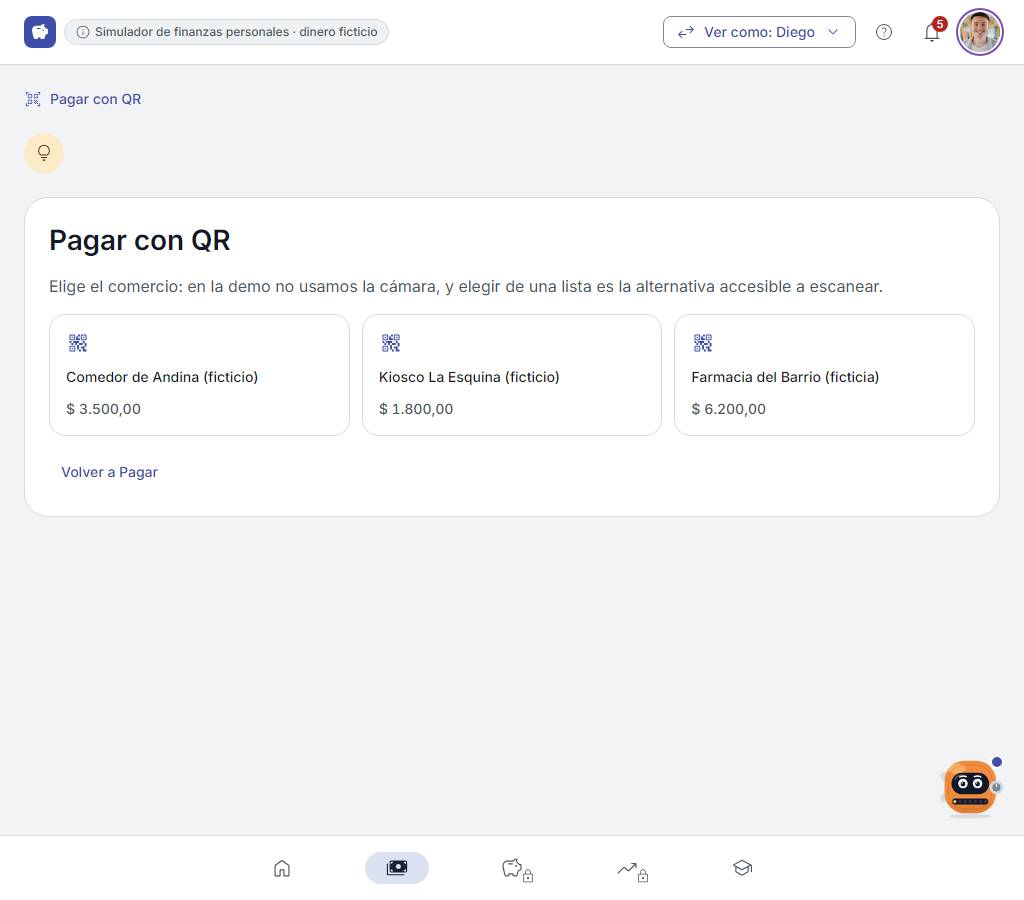 Simulador de finanzas personales · dinero ficticio
Ver como: Diego
5
Pagar con QR
Pagar con QR
Elige el comercio: en la demo no usamos la cámara, y elegir de una lista es la alternativa accesible a escanear.
Comedor de Andina (ficticio)
$ 3.500,00
Kiosco La Esquina (ficticio)
$ 1.800,00
Farmacia del Barrio (ficticia)
$ 6.200,00
Volver a Pagar